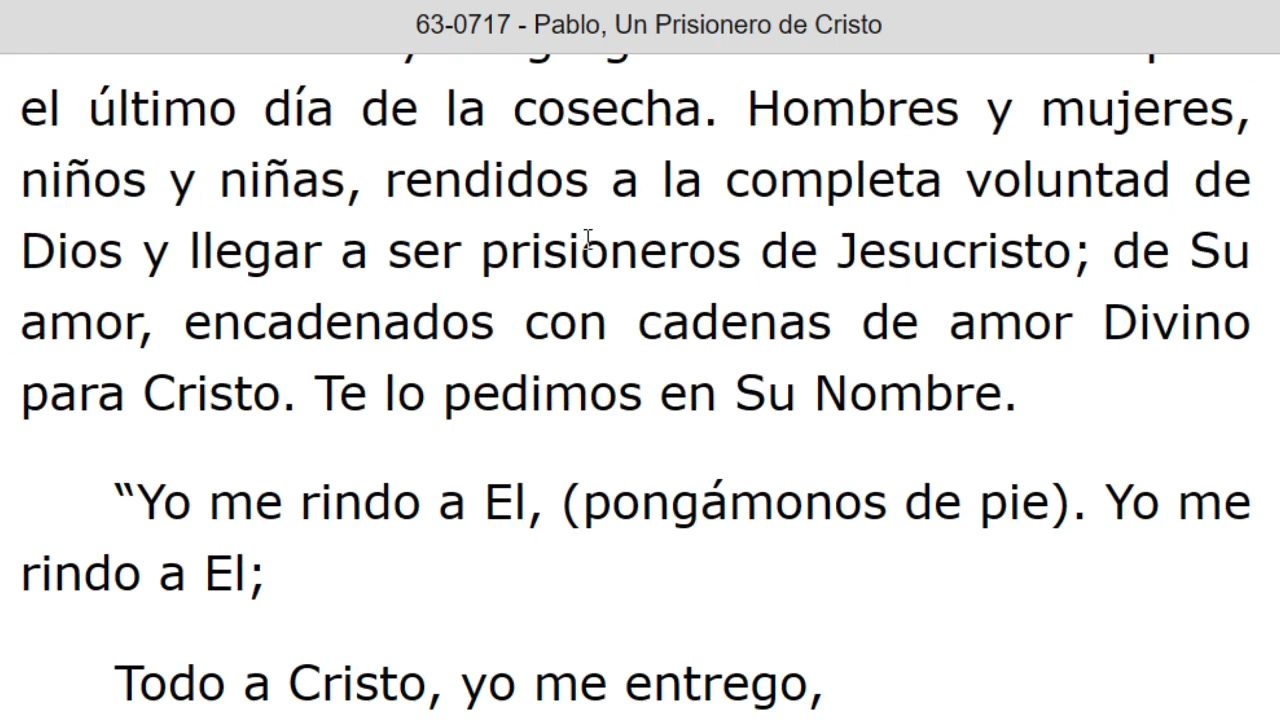 63-0717 - Pablo, Un Prisionero de Cristo
el último día de la cosecha. Hombres y mujeres,
niños y niñas, rendidos a la completa voluntad de
Dios y llegar a ser prisioneros de Jesucristo; de Su
amor, encadenados con cadenas de amor Divino
para Cristo. Te lo pedimos en Su Nombre.
“Yo me rindo a El, (pongámonos de pie). Yo me
rindo a El;
Todo a Cristo, yo me entrego,